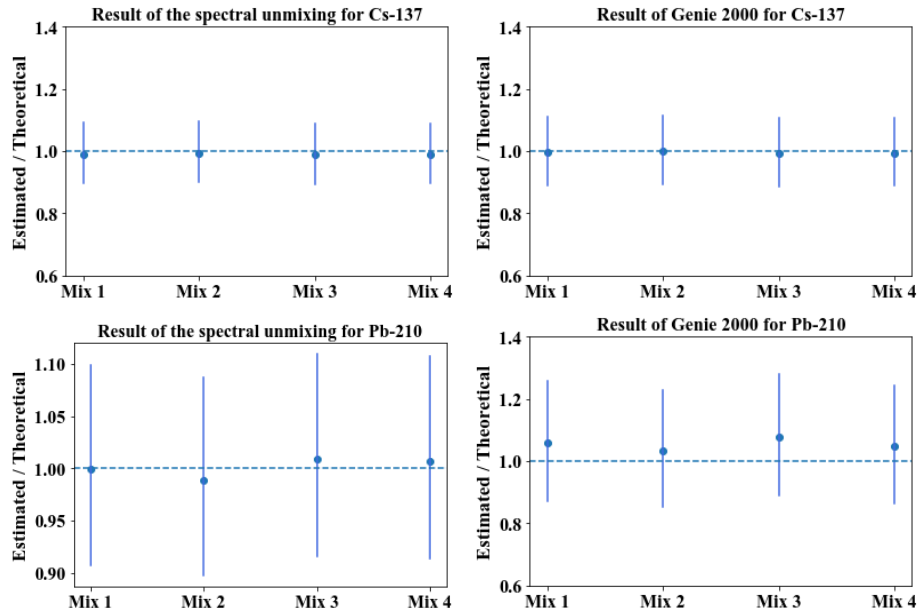 Result of the spectral unmixing for Cs-137
Estimated / Theoretical
1.4
1.2
1.0
0.8
0.6
Mix 1 Mix 2 Mix 3 Mix 4
Result of Genie 2000 for Cs-137
Estimated / Theoretical
1.4
1.2
1.0
0.8
0.6
Mix 1 Mix 2 Mix 3 Mix 4
Result of the spectral unmixing for Pb-210
Estimated / Theoretical
1.10
1.05
1.00
0.95
0.90
Mix 1 Mix 2 Mix 3 Mix 4
Result of Genie 2000 for Pb-210
Estimated / Theoretical
1.4
1.2
1.0
0.8
0.6
Mix 1 Mix 2 Mix 3 Mix 4